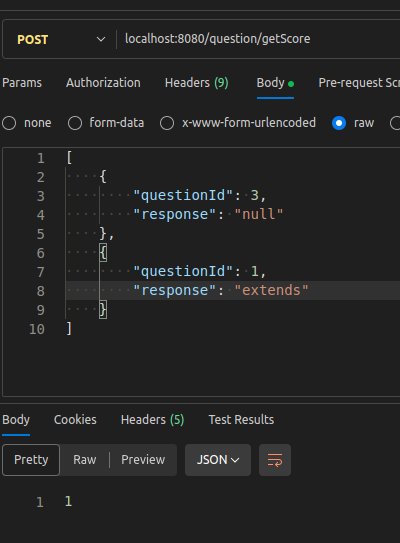 POST localhost:8080/question/getScore
Params Authorization Headers (9) Body Pre-request Scr
none form-data x-www-form-urlencoded raw
1 [
2 {
3 "questionId": 3,
4 "response": "null"
5 },
6 {
7 "questionId": 1,
8 "response": "extends"
9 }
10 ]
Body Cookies Headers (5) Test Results
Pretty Raw Preview JSON
1 1